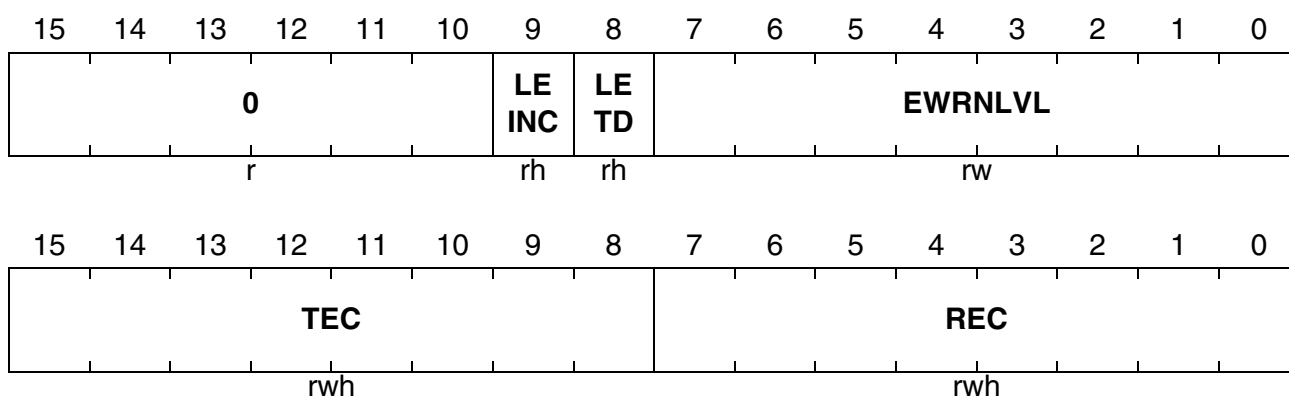 15 14 13 12 11 10 9 8 7 6 5 4 3 2 1 0
0 LE INC LE TD EWRNLVL
r rh rh rw
15 14 13 12 11 10 9 8 7 6 5 4 3 2 1 0
TEC REC
rwh rwh